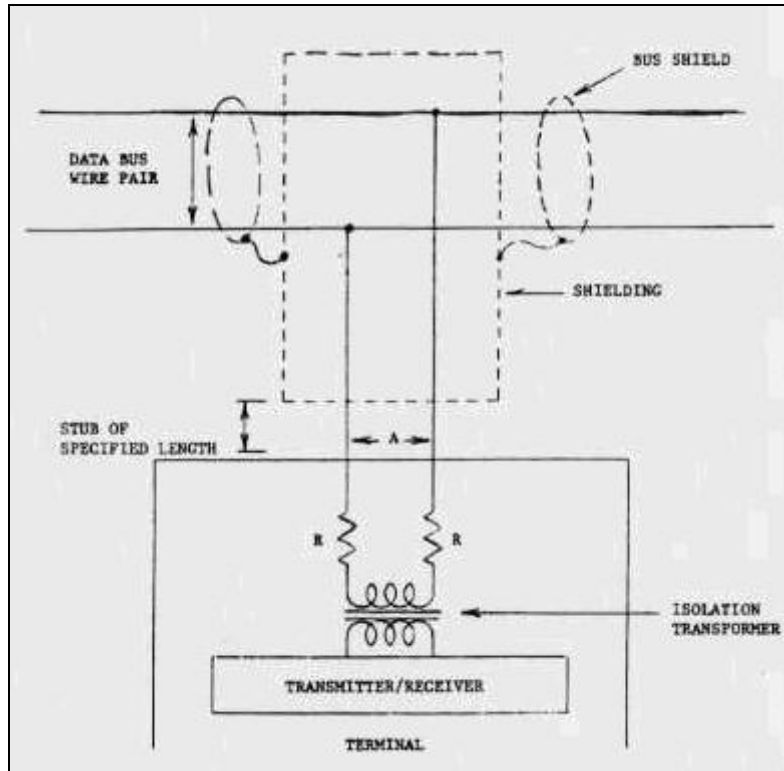 BUS SHIELD
DATA BUS
WIRE PAIR
SHIELDING
STUB OF
SPECIFIED LENGTH
A
R
R
ISOLATION
TRANSFORMER
TRANSMITTER/RECEIVER
TERMINAL